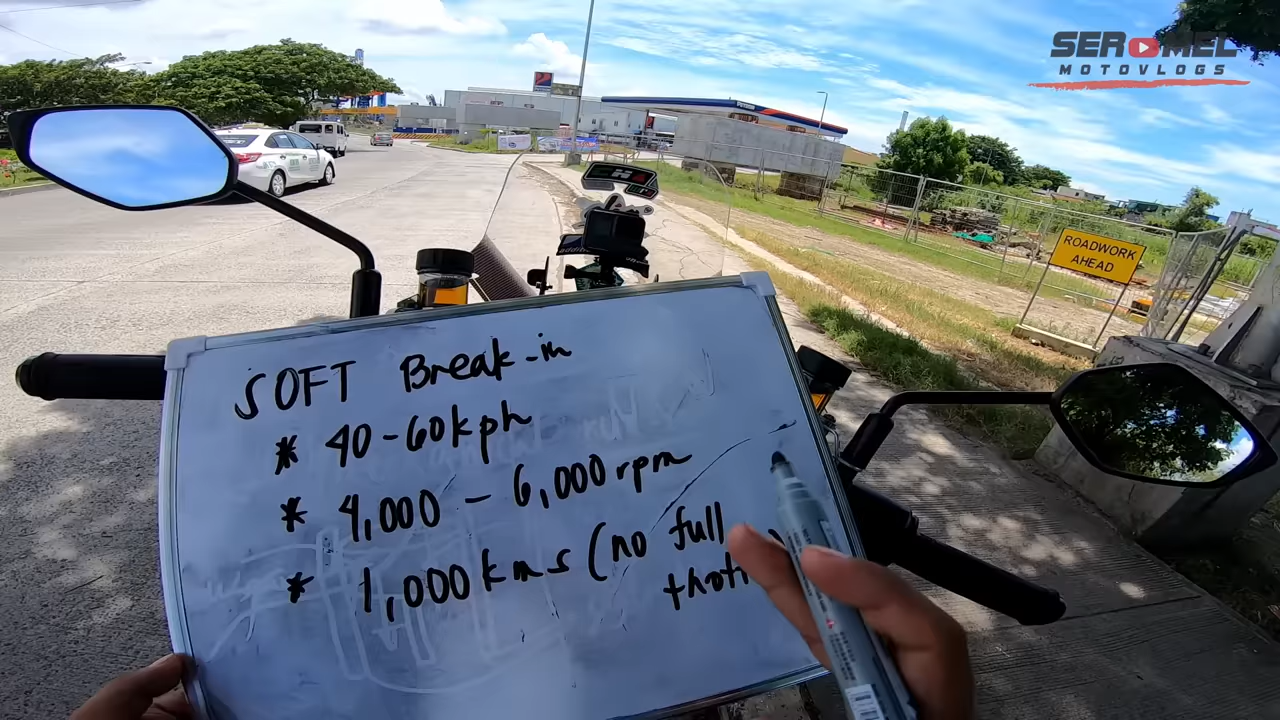 SER MEL
MOTOVLOGS
ROADWORK
AHEAD
SOFT Break-in
* 40-60kph
* 4,000 - 6,000 rpm
* 1,000 kms (no full